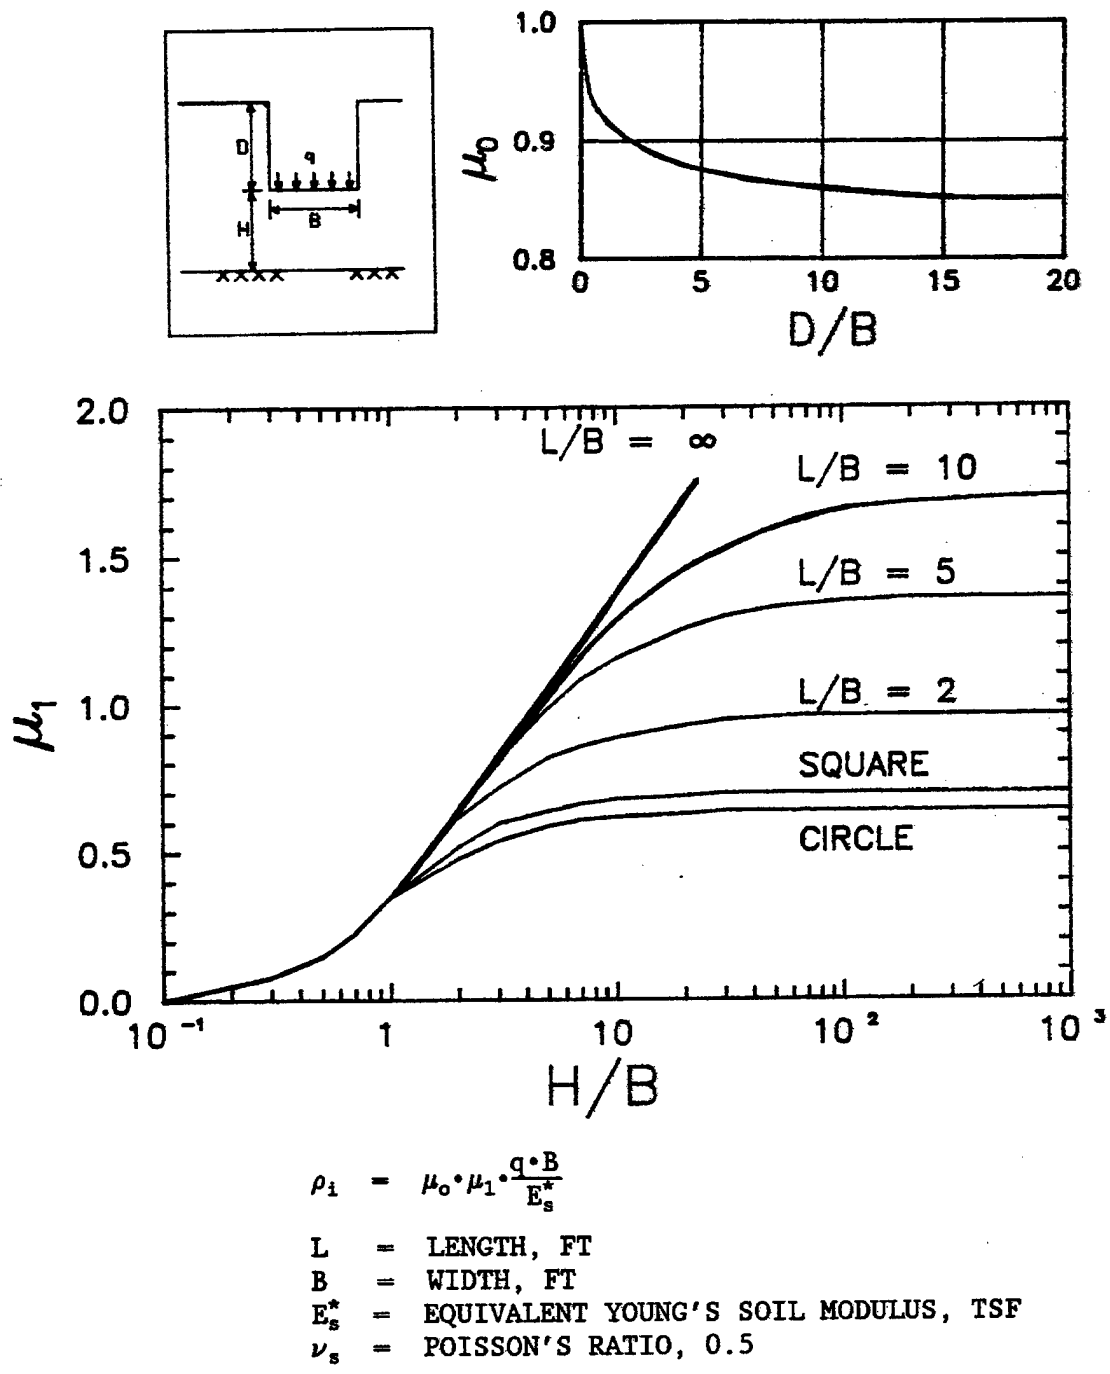 D
q
B
H
1.0
0.9
0.8
μ₀
0 5 10 15 20
D/B
2.0
1.5
1.0
0.5
0.0
μ₁
L/B = ∞
L/B = 10
L/B = 5
L/B = 2
SQUARE
CIRCLE
10⁻¹ 1 10 10² 10³
H/B
ρᵢ = μₒ·μ₁·q·B/Eₛ*
L = LENGTH, FT
B = WIDTH, FT
Eₛ* = EQUIVALENT YOUNG'S SOIL MODULUS, TSF
νₛ = POISSON'S RATIO, 0.5